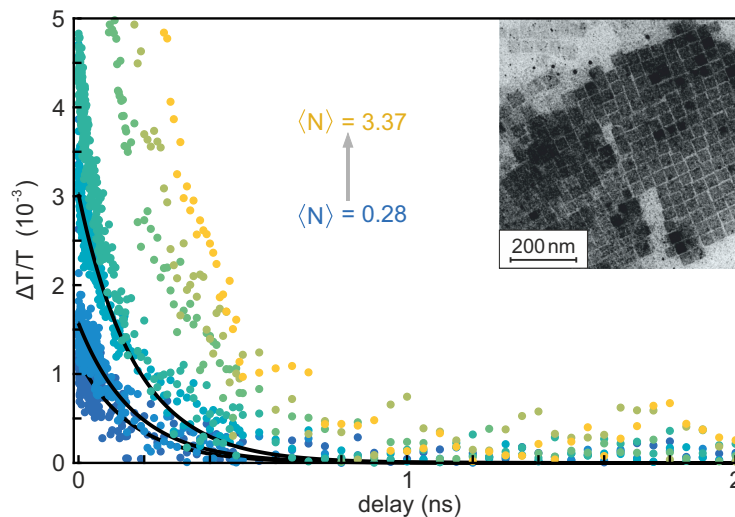 5
4
3
2
1
0
ΔT/T (10⁻³)
⟨N⟩ = 3.37
⟨N⟩ = 0.28
200 nm
0
1
2
delay (ns)